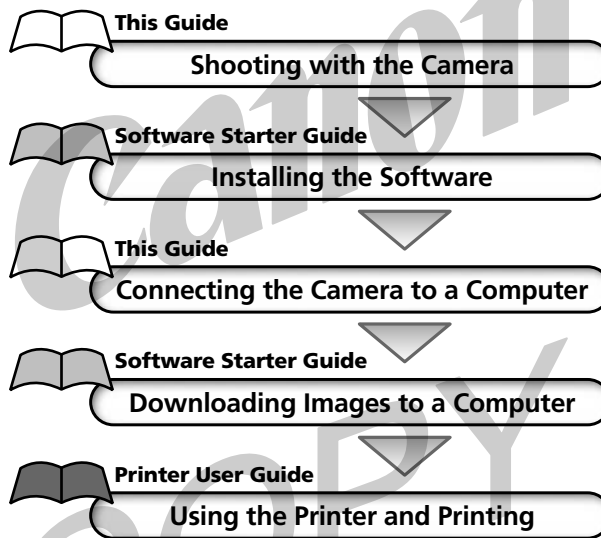 This Guide
Shooting with the Camera
Software Starter Guide
Installing the Software
This Guide
Connecting the Camera to a Computer
Software Starter Guide
Downloading Images to a Computer
Printer User Guide
Using the Printer and Printing
Canon
COPY